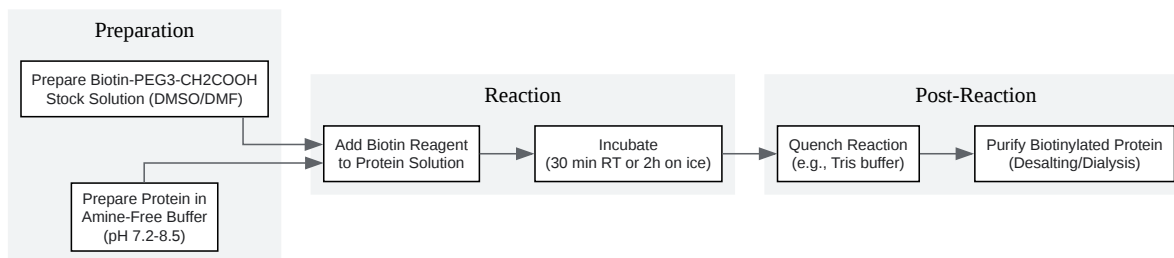 Preparation
Prepare Biotin-PEG3-CH2COOH
Stock Solution (DMSO/DMF)
Prepare Protein in
Amine-Free Buffer
(pH 7.2-8.5)
Reaction
Add Biotin Reagent
to Protein Solution
Incubate
(30 min RT or 2h on ice)
Post-Reaction
Quench Reaction
(e.g., Tris buffer)
Purify Biotinylated Protein
(Desalting/Dialysis)